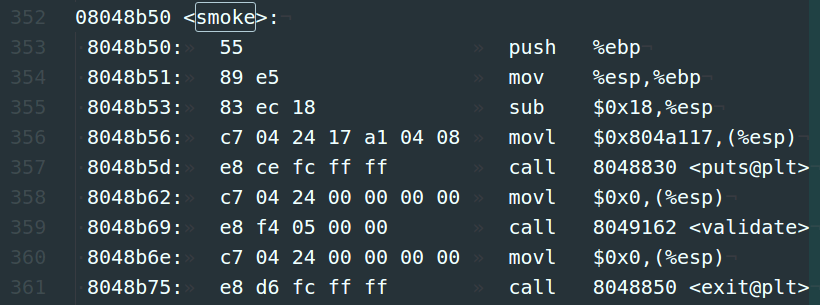 352 08048b50 <smoke>:¬
353 8048b50:» 55 » push %ebp¬
354 8048b51:» 89 e5 » mov %esp,%ebp¬
355 8048b53:» 83 ec 18 » sub $0x18,%esp¬
356 8048b56:» c7 04 24 17 a1 04 08 » movl $0x804a117,(%esp)¬
357 8048b5d:» e8 ce fc ff ff » call 8048830 <puts@plt>¬
358 8048b62:» c7 04 24 00 00 00 00 » movl $0x0,(%esp)¬
359 8048b69:» e8 f4 05 00 00 » call 8049162 <validate>¬
360 8048b6e:» c7 04 24 00 00 00 00 » movl $0x0,(%esp)¬
361 8048b75:» e8 d6 fc ff ff » call 8048850 <exit@plt>¬